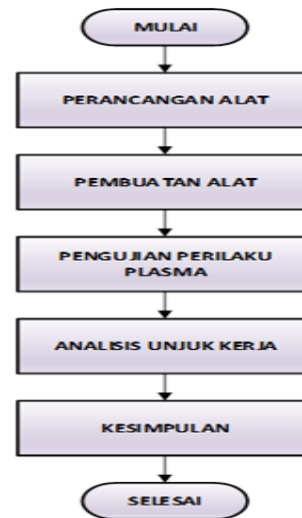 MULAI
PERANCANGAN ALAT
PEMBUATAN ALAT
PENGUJIAN PERILAKU
PLASMA
ANALISIS UNJUK KERJA
KESIMPULAN
SELESAI